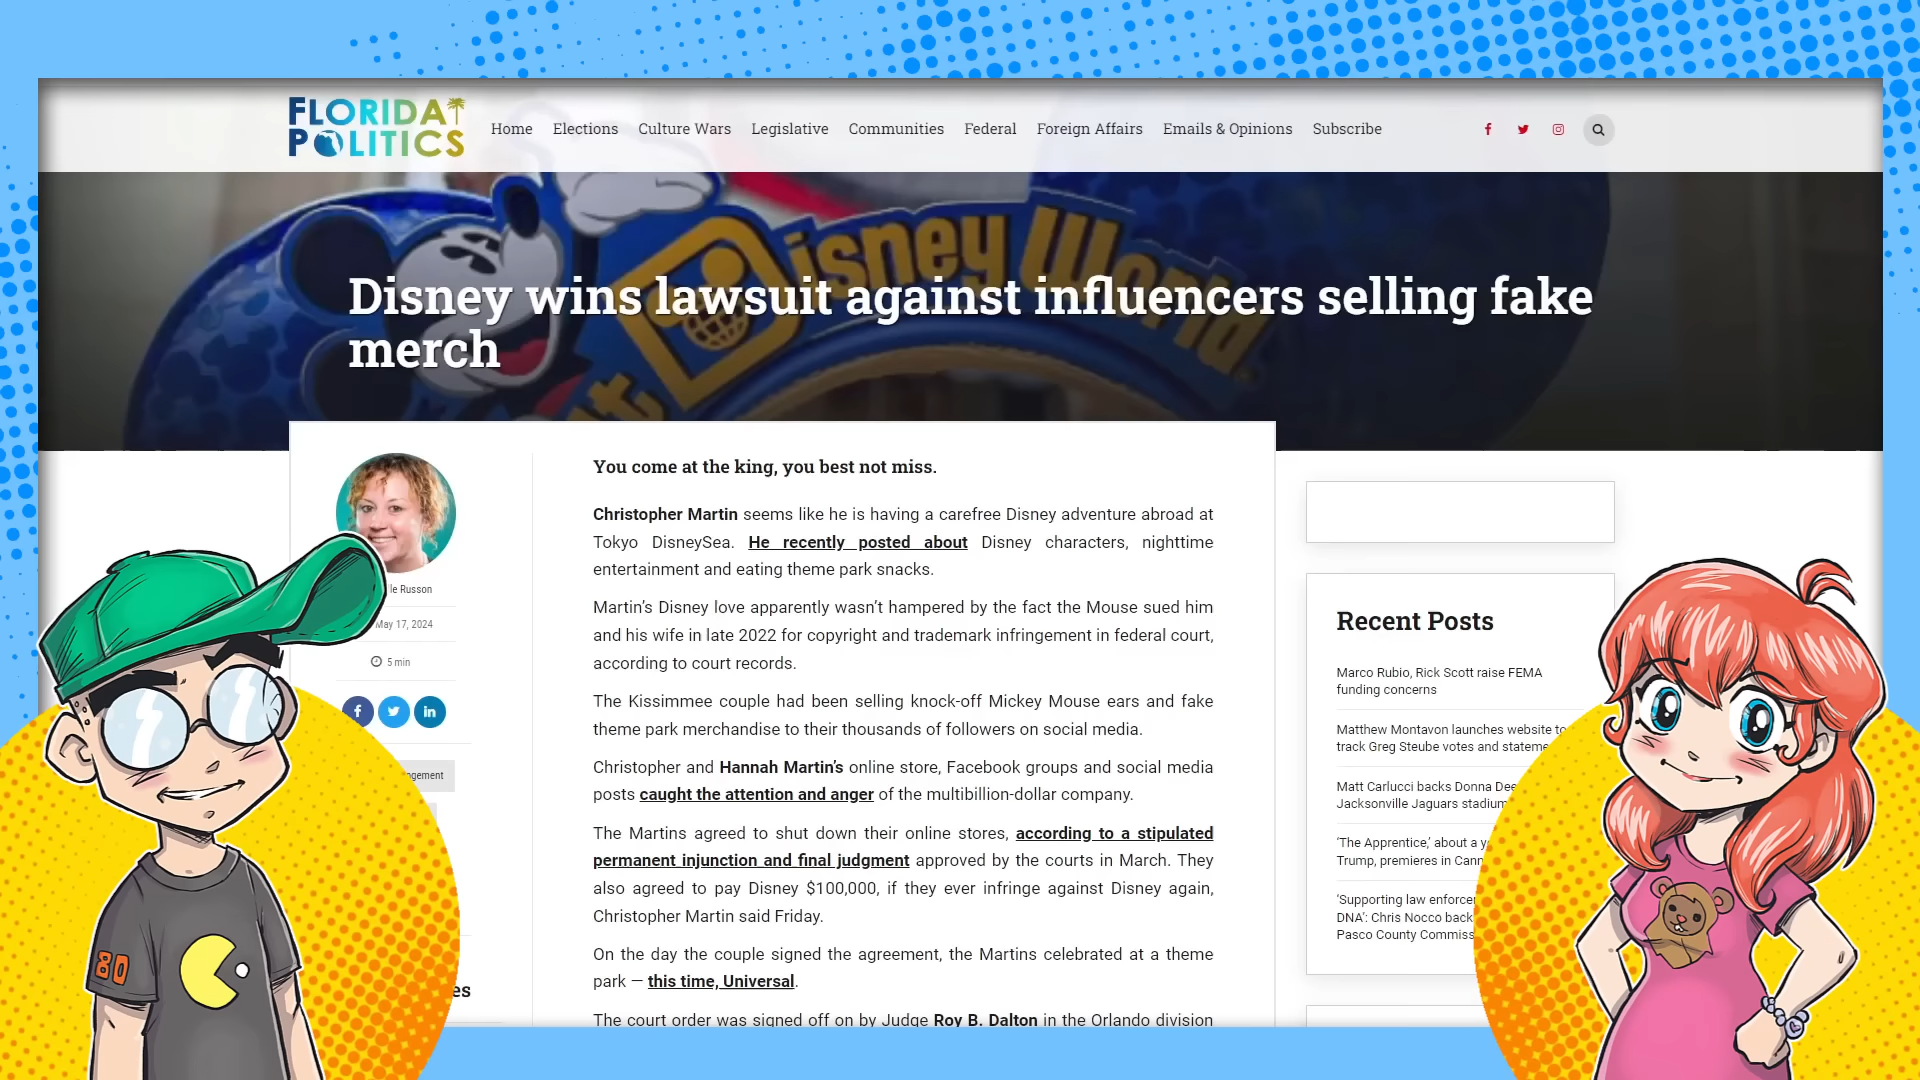 FLORIDA
POLITICS
Home Elections Culture Wars Legislative Communities Federal Foreign Affairs Emails & Opinions Subscribe
Disney World
Disney wins lawsuit against influencers selling fake
merch
You come at the king, you best not miss.
Christopher Martin seems like he is having a carefree Disney adventure abroad at
Tokyo DisneySea. He recently posted about Disney characters, nighttime
entertainment and eating theme park snacks.
Martin’s Disney love apparently wasn’t hampered by the fact the Mouse sued him
and his wife in late 2022 for copyright and trademark infringement in federal court,
according to court records.
The Kissimmee couple had been selling knock-off Mickey Mouse ears and fake
theme park merchandise to their thousands of followers on social media.
Christopher and Hannah Martin’s online store, Facebook groups and social media
posts caught the attention and anger of the multibillion-dollar company.
The Martins agreed to shut down their online stores, according to a stipulated
permanent injunction and final judgment approved by the courts in March. They
also agreed to pay Disney $100,000, if they ever infringe against Disney again,
Christopher Martin said Friday.
On the day the couple signed the agreement, the Martins celebrated at a theme
park — this time, Universal.
The court order was signed off on by Judge Roy B. Dalton in the Orlando division
Russon
May 17, 2024
5 min
f
in
80
Recent Posts
Marco Rubio, Rick Scott raise FEMA
funding concerns
Matthew Montavon launches website to
track Greg Steube votes and stateme
Matt Carlucci backs Donna Dee
Jacksonville Jaguars stadium
‘The Apprentice,’ about a y
Trump, premieres in Cann
‘Supporting law enforcer
DNA’: Chris Nocco back
Pasco County Commiss